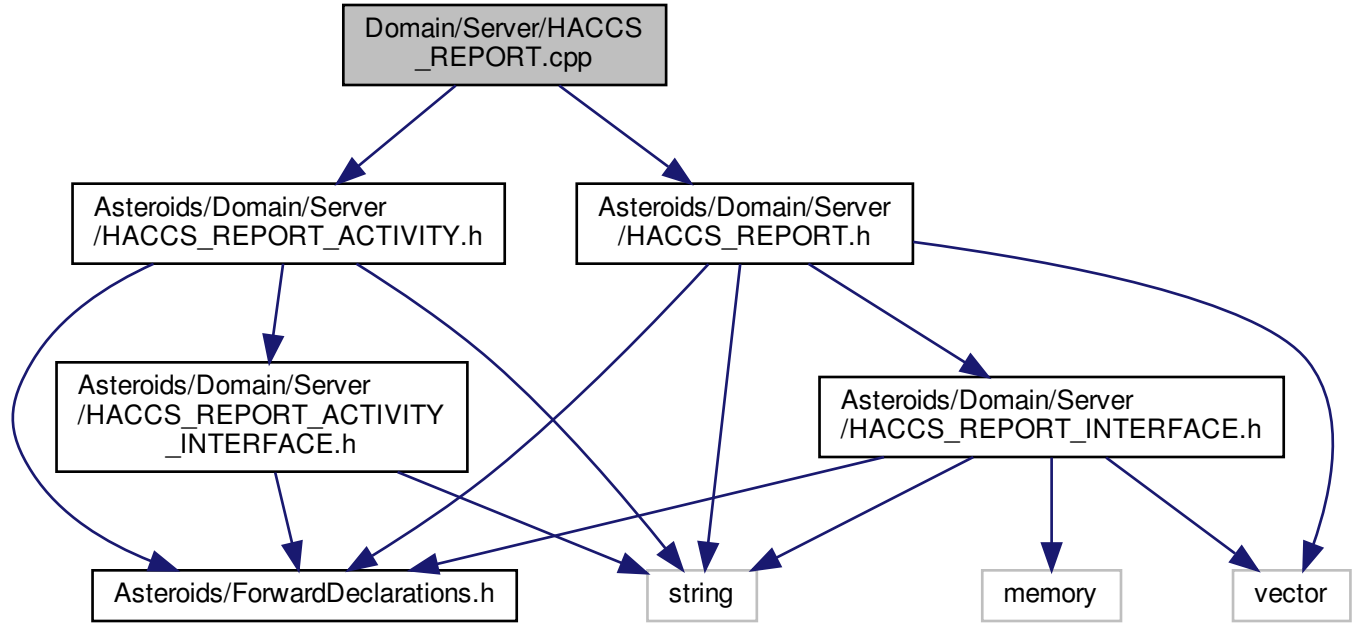 Domain/Server/HACCS
_REPORT.cpp
Asteroids/Domain/Server
/HACCS_REPORT_ACTIVITY.h
Asteroids/Domain/Server
/HACCS_REPORT.h
Asteroids/Domain/Server
/HACCS_REPORT_ACTIVITY
_INTERFACE.h
Asteroids/Domain/Server
/HACCS_REPORT_INTERFACE.h
Asteroids/ForwardDeclarations.h
string
memory
vector